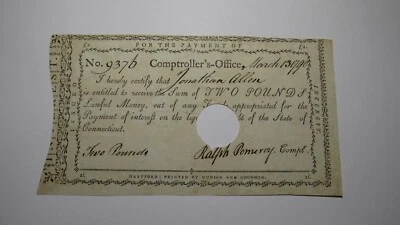 FOR THE PAYMENT OF
No. 9376 Comptroller's-Office, March 13 1790
I hereby certify that Jonathan Allen
is entitled to receive the Sum of TWO POUNDS
Lawful Money, out of any appropriated for the
Payment of interest on the of the State of
Connecticut.
Two Pounds Ralph Pomeroy Compt.
HARTFORD: PRINTED BY HUDSON AND GOODWIN.
INTEREST.